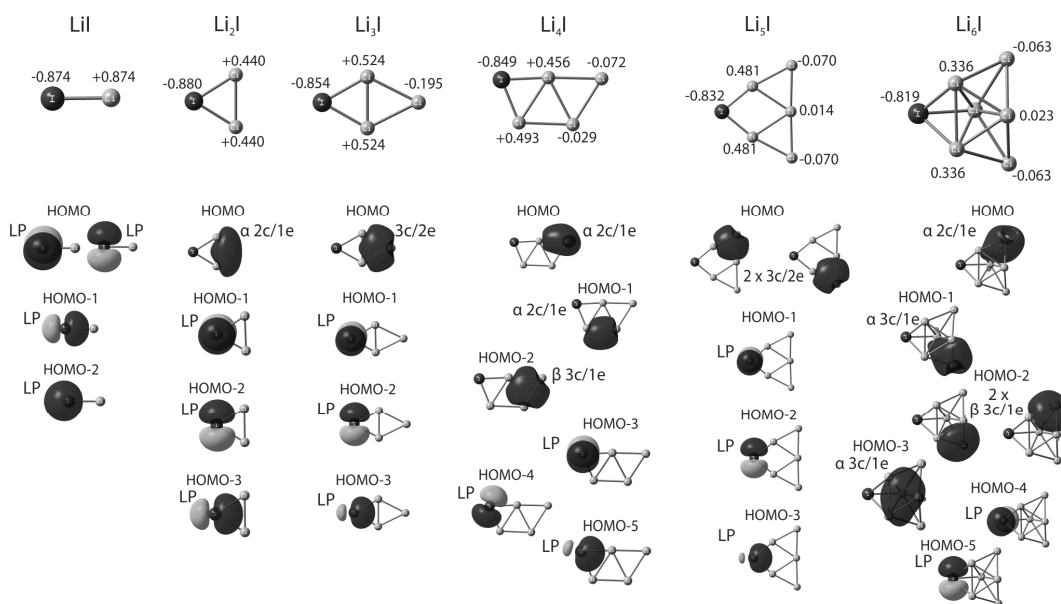 LiI Li₂I Li₃I Li₄I Li₅I Li₆I
-0.874 +0.874
+0.440
-0.880
+0.440
+0.524
-0.854 -0.195
+0.524
-0.849 +0.456 -0.072
+0.493 -0.029
-0.070
0.481
-0.832 0.014
0.481
-0.070
-0.063
0.336
-0.819
0.023
0.336
-0.063
HOMO
LP LP
HOMO-1
LP
HOMO-2
LP
HOMO
α 2c/1e
HOMO-1
LP
HOMO-2
LP
HOMO-3
LP
HOMO
3c/2e
HOMO-1
LP
HOMO-2
LP
HOMO-3
LP
HOMO
α 2c/1e
HOMO-1
α 2c/1e
HOMO-2
β 3c/1e
HOMO-3
LP
HOMO-4
LP
HOMO-5
LP
HOMO
2 x 3c/2e
HOMO-1
LP
HOMO-2
LP
HOMO-3
LP
HOMO
α 2c/1e
HOMO-1
α 3c/1e
HOMO-2
2 x
β 3c/1e
HOMO-3
α 3c/1e
HOMO-4
LP
HOMO-5
LP